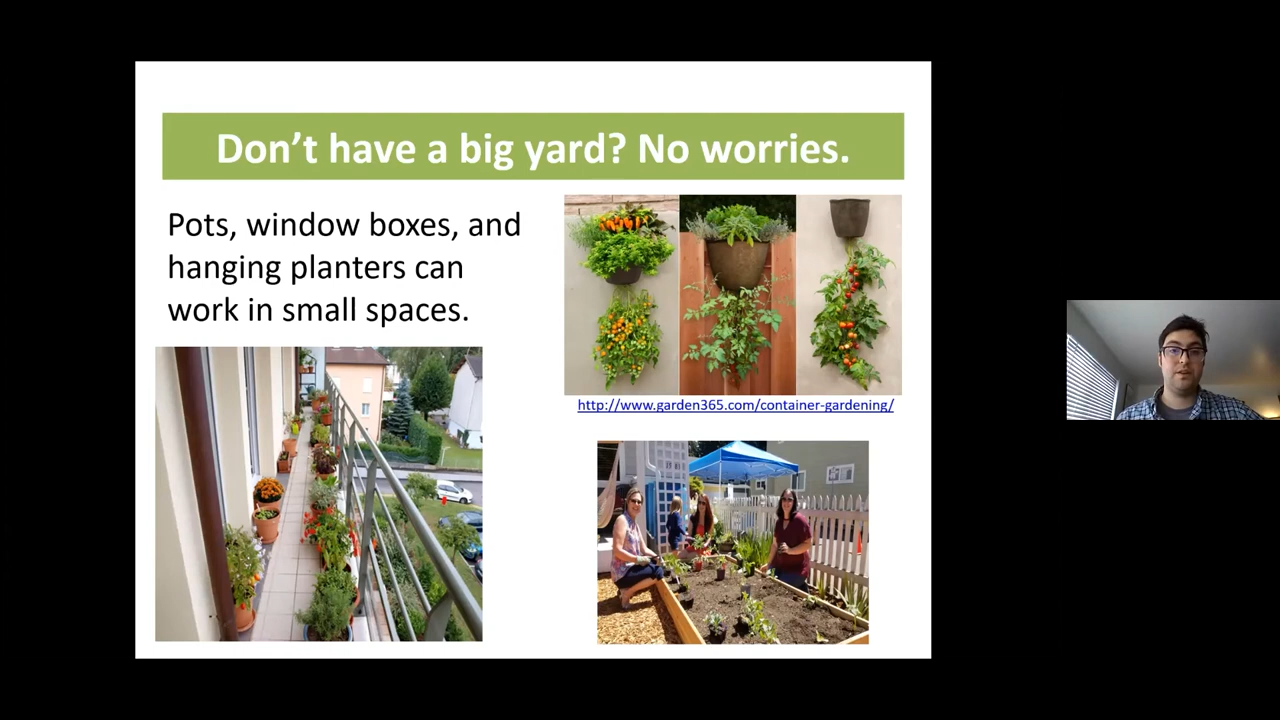 Don’t have a big yard? No worries.
Pots, window boxes, and
hanging planters can
work in small spaces.
http://www.garden365.com/container-gardening/